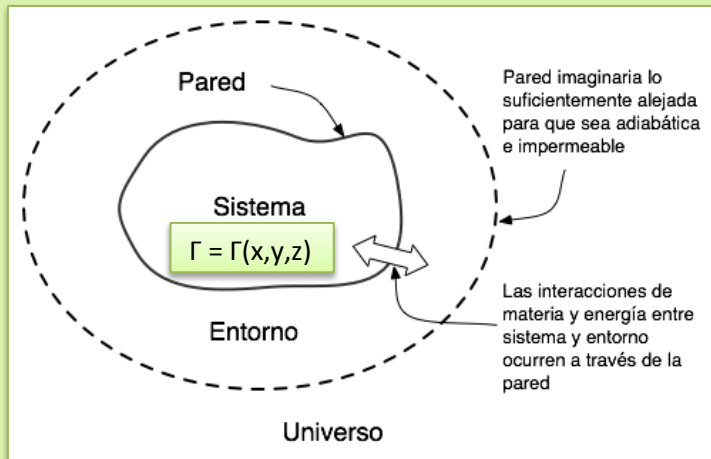 Pared
Pared imaginaria lo
suficientemente alejada
para que sea adiabática
e impermeable
Sistema
Γ = Γ(x,y,z)
Las interacciones de
materia y energía entre
sistema y entorno
ocurren a través de la
pared
Entorno
Universo